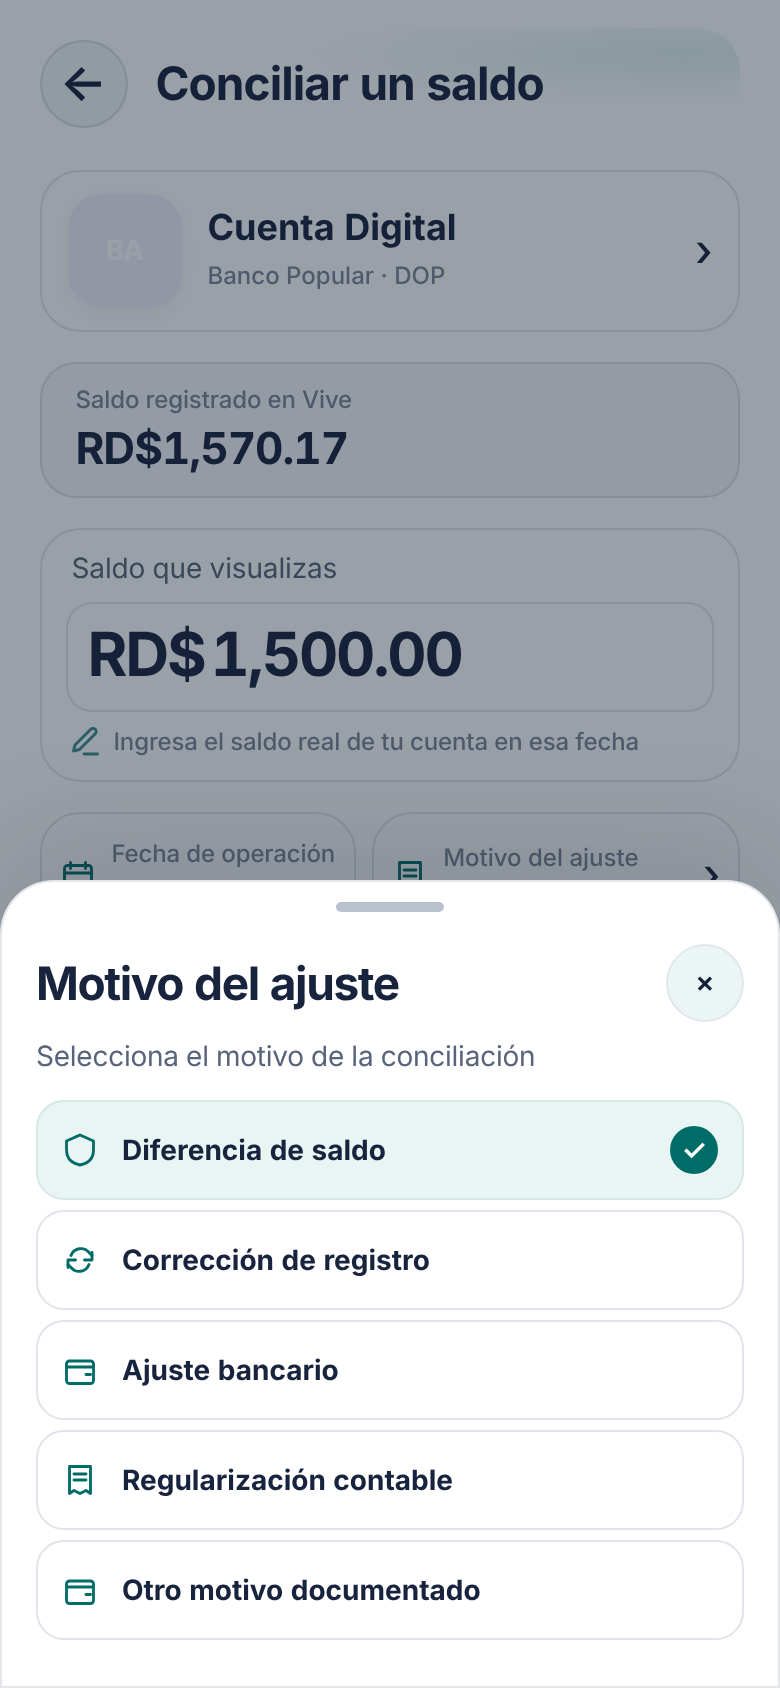 Conciliar un saldo
BA
Cuenta Digital
Banco Popular · DOP
Saldo registrado en Vive
RD$1,570.17
Saldo que visualizas
RD$ 1,500.00
Ingresa el saldo real de tu cuenta en esa fecha
Fecha de operación
Motivo del ajuste
Motivo del ajuste
Selecciona el motivo de la conciliación
Diferencia de saldo
Corrección de registro
Ajuste bancario
Regularización contable
Otro motivo documentado